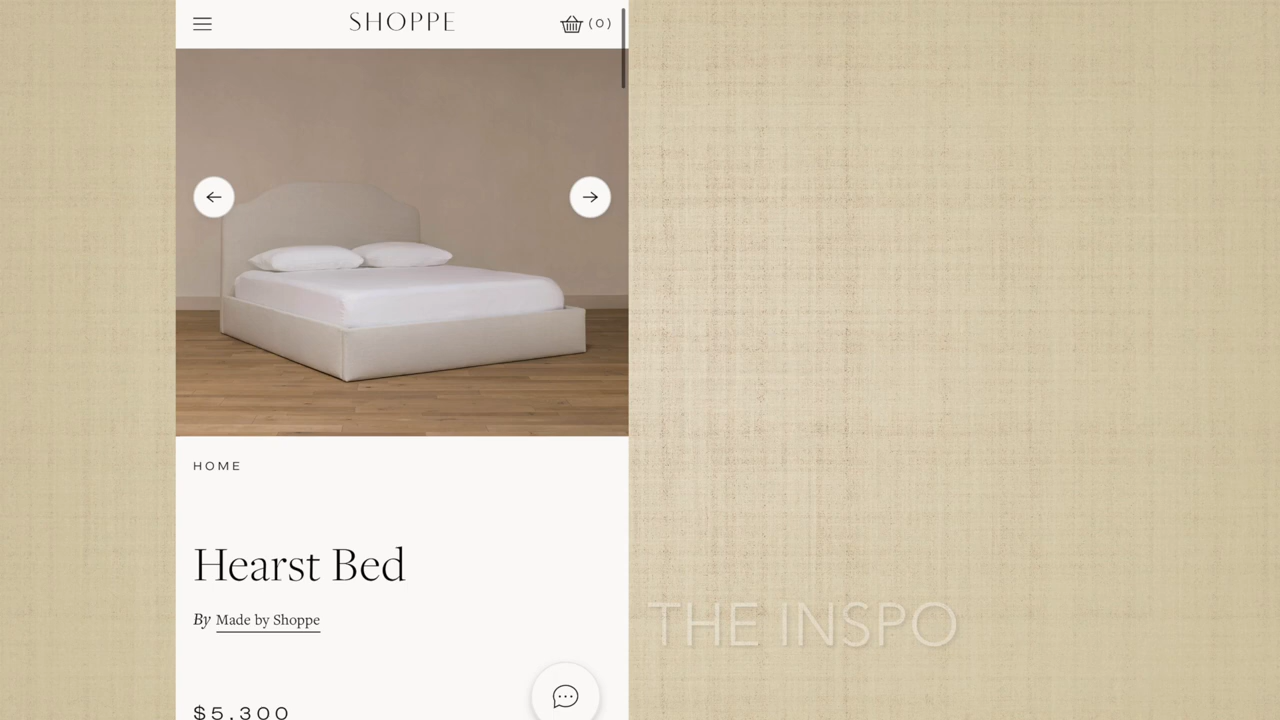 SHOPPE
(0)
HOME
Hearst Bed
By Made by Shoppe
$5,300
THE INSPO